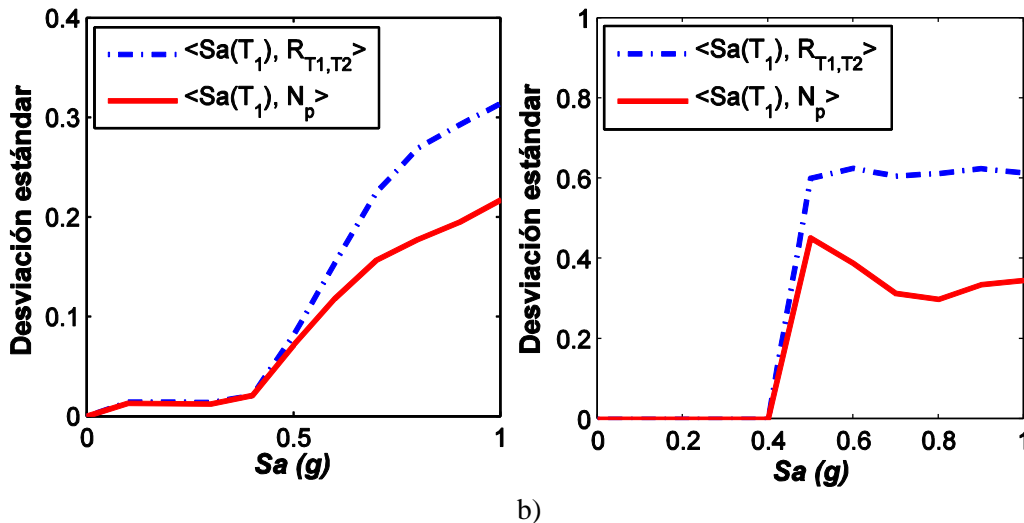 0.4
0.3
0.2
0.1
0
Desviación estándar
<Sa(T1), RT1,T2>
<Sa(T1), Np>
0
0.5
1
Sa (g)
1
0.8
0.6
0.4
0.2
0
Desviación estándar
<Sa(T1), RT1,T2>
<Sa(T1), Np>
0
0.2
0.4
0.6
0.8
1
Sa (g)
b)